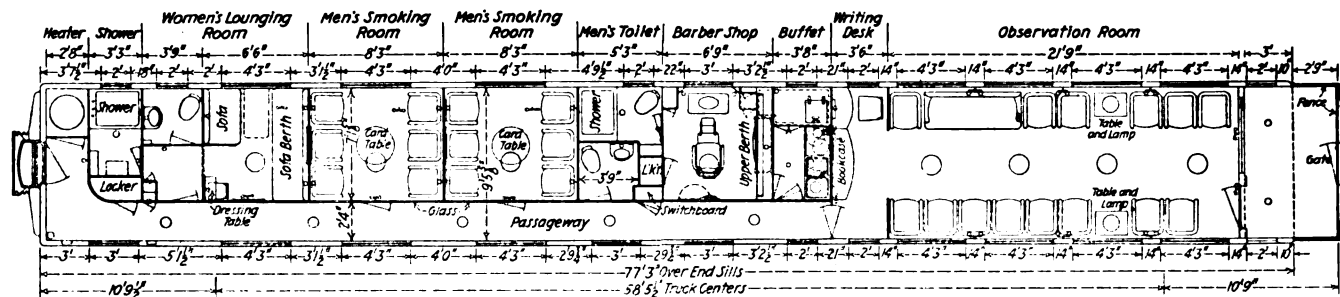 Heater Shower Women's Lounging Room Men's Smoking Room Men's Smoking Room Men's Toilet Barber Shop Buffet Writing Desk Observation Room
2'8" 3'3" 3'9" 6'6" 8'3" 8'3" 5'3" 6'9" 3'8" 3'6" 21'9" 3'
3'7½" 2' 18" 2' 2' 4'3" 3'1½" 4'3" 4'0" 4'3" 4'9½" 2' 22" 3' 3'2½" 2' 21" 2' 14" 4'3" 14" 4'3" 14" 4'3" 14" 4'3" 14" 2' 10" 2'9"
Shower
Sofa
Sofa Berth
Card Table
Card Table
9'5⅞"
Shower
3'9"
Upper Berth
Bookcase
Table and Lamp
Fence
Gate
Locker
Dressing Table
2'4"
Glass
Passageway
Switchboard
Table and Lamp
3' 3' 5'1½" 4'3" 3'1½" 4'3" 4'0" 4'3" 29½" 3' 29½" 3' 3'2½" 2' 21" 2' 14" 4'3" 14" 4'3" 14" 4'3" 14" 4'3" 14" 2' 10"
77'3" Over End Sills
10'9½" 58'5½" Truck Centers 10'9"